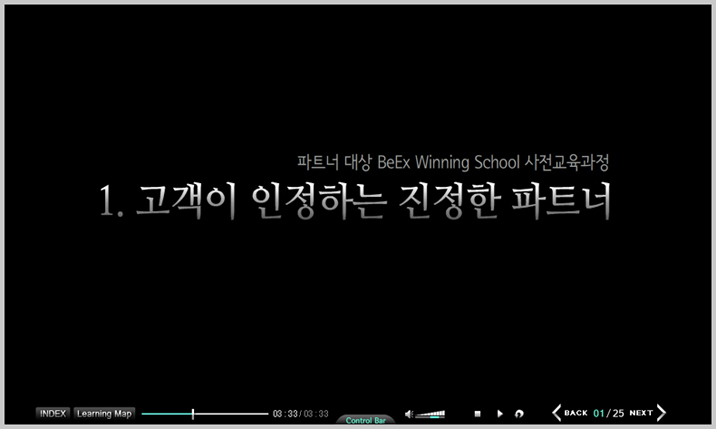 파트너 대상 BeEx Winning School 사전교육과정
1. 고객이 인정하는 진정한 파트너
INDEX Learning Map 03 : 33 / 03 : 33 Control Bar BACK 01/25 NEXT